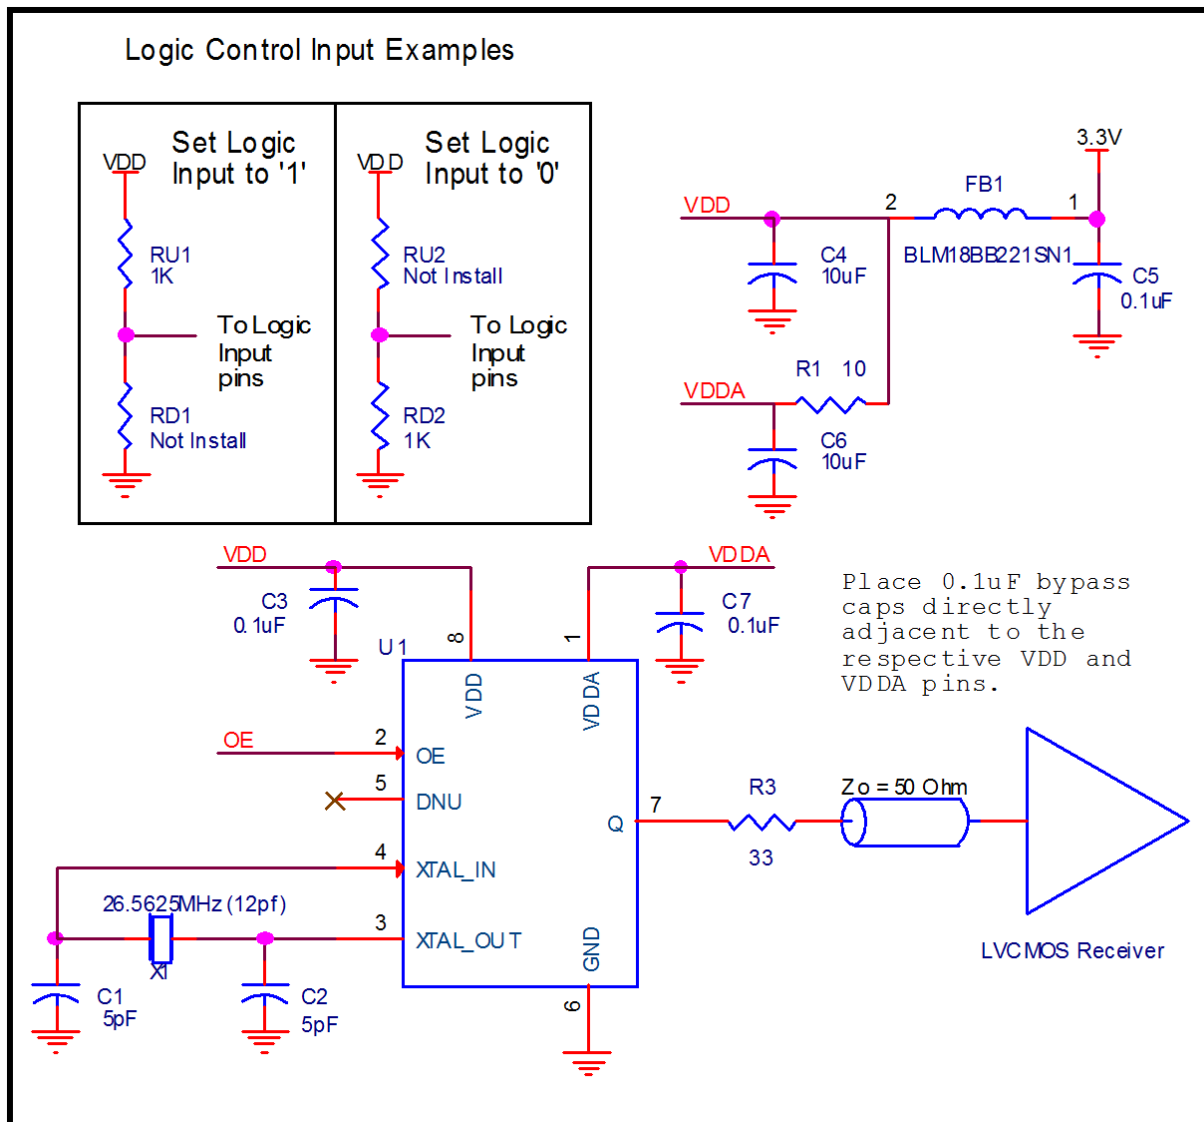 Logic Control Input Examples
VDD
Set Logic
Input to '1'
RU1
1K
To Logic
Input
pins
RD1
Not Install
VDD
Set Logic
Input to '0'
RU2
Not Install
To Logic
Input
pins
RD2
1K
3.3V
VDD
2
FB1
1
BLM18BB221SN1
C4
10uF
C5
0.1uF
VDDA
R1 10
C6
10uF
VDD
C3
0.1uF
VDDA
C7
0.1uF
Place 0.1uF bypass
caps directly
adjacent to the
respective VDD and
VDDA pins.
U1
8
VDD
1
VDDA
OE
2
OE
5
DNU
4
XTAL_IN
3
XTAL_OUT
Q
7
GND
6
26.5625MHz (12pf)
X1
C1
5pF
C2
5pF
R3
33
Zo = 50 Ohm
LVCMOS Receiver